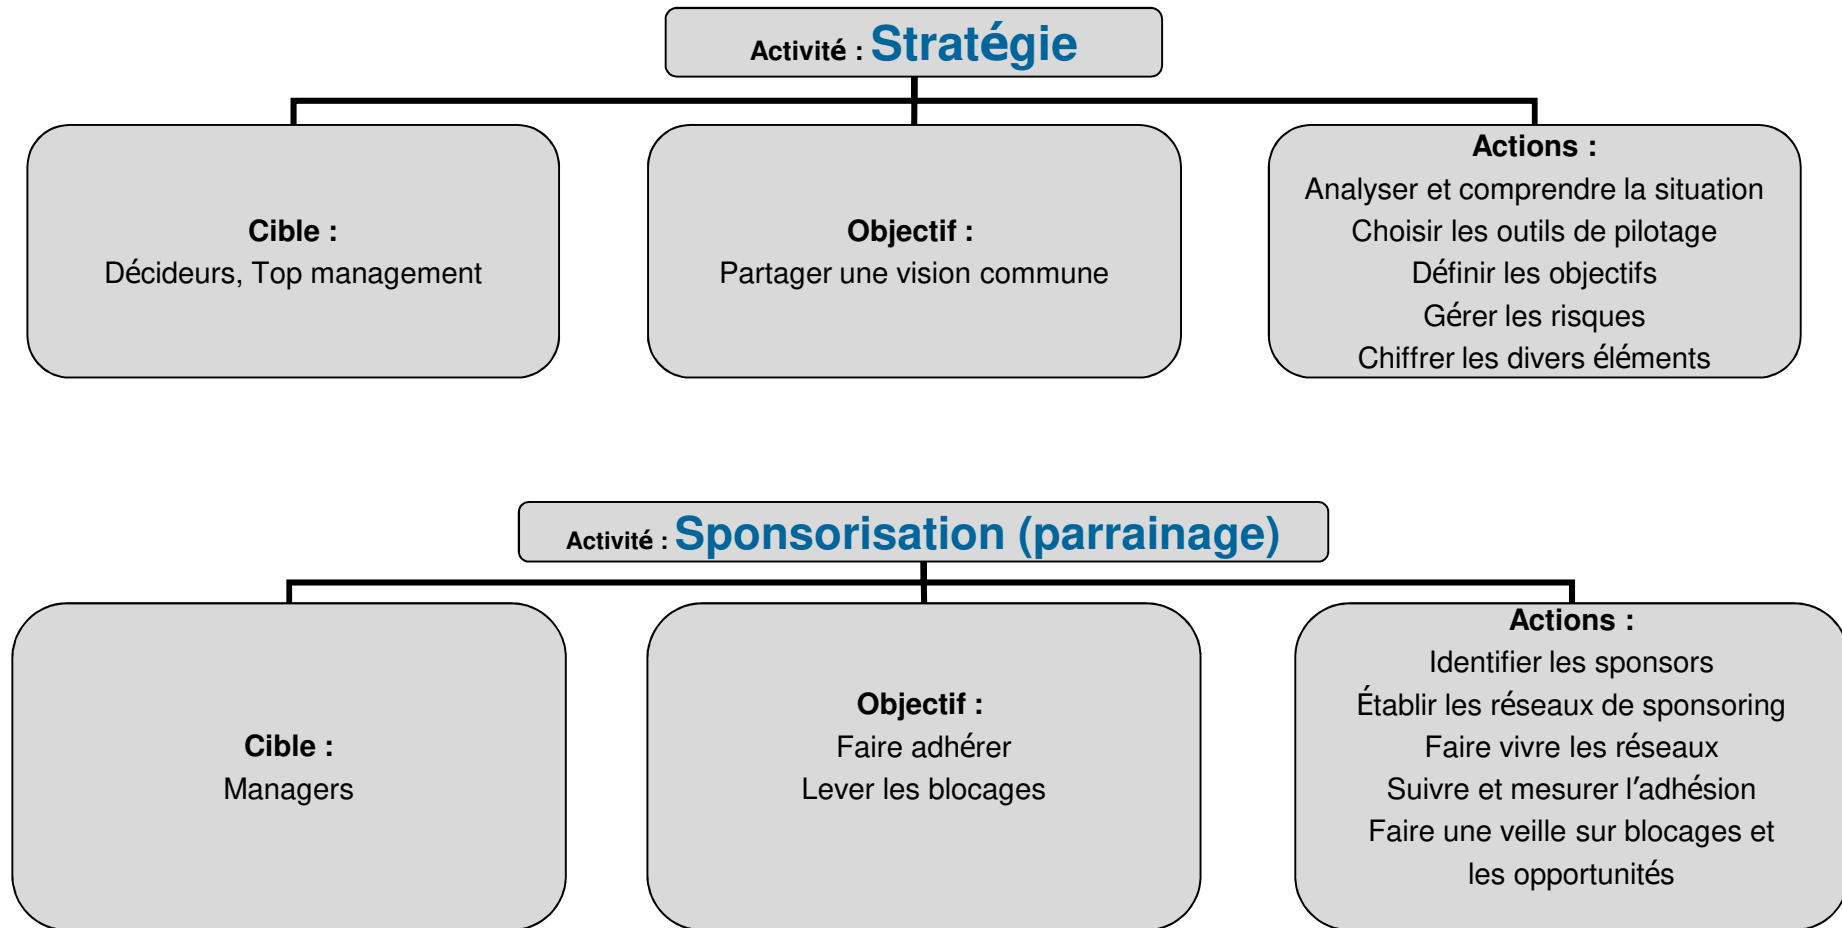 Activité : Stratégie
Cible :
Décideurs, Top management
Objectif :
Partager une vision commune
Actions :
Analyser et comprendre la situation
Choisir les outils de pilotage
Définir les objectifs
Gérer les risques
Chiffrer les divers éléments
Activité : Sponsorisation (parrainage)
Cible :
Managers
Objectif :
Faire adhérer
Lever les blocages
Actions :
Identifier les sponsors
Établir les réseaux de sponsoring
Faire vivre les réseaux
Suivre et mesurer l’adhésion
Faire une veille sur blocages et
les opportunités